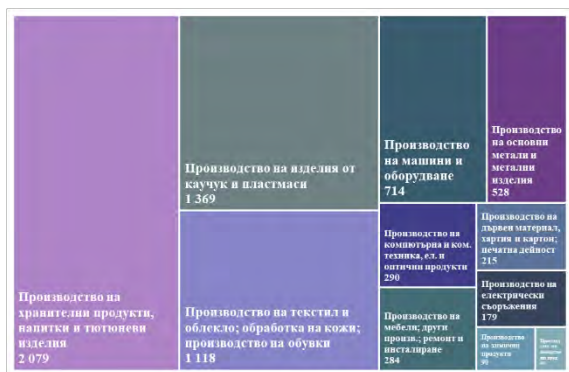 Производство на
хранителни продукти,
напитки и тютюневи
изделия
2 079
Производство на изделия от
каучук и пластмаси
1 369
Производство на текстил и
облекло; обработка на кожи;
производство на обувки
1 118
Производство
на машини и
оборудване
714
Производство
на основни
метали и
метални
изделия
528
Производство на
компютърна и ком.
техника, ел. и
оптични продукти
290
Производство на
мебели; други
произв.; ремонт и
инсталиране
284
Производство на
дървен материал,
хартия и картон;
печатна дейност
215
Производство на
електрически
съоръжения
179
Производство
на химични
продукти